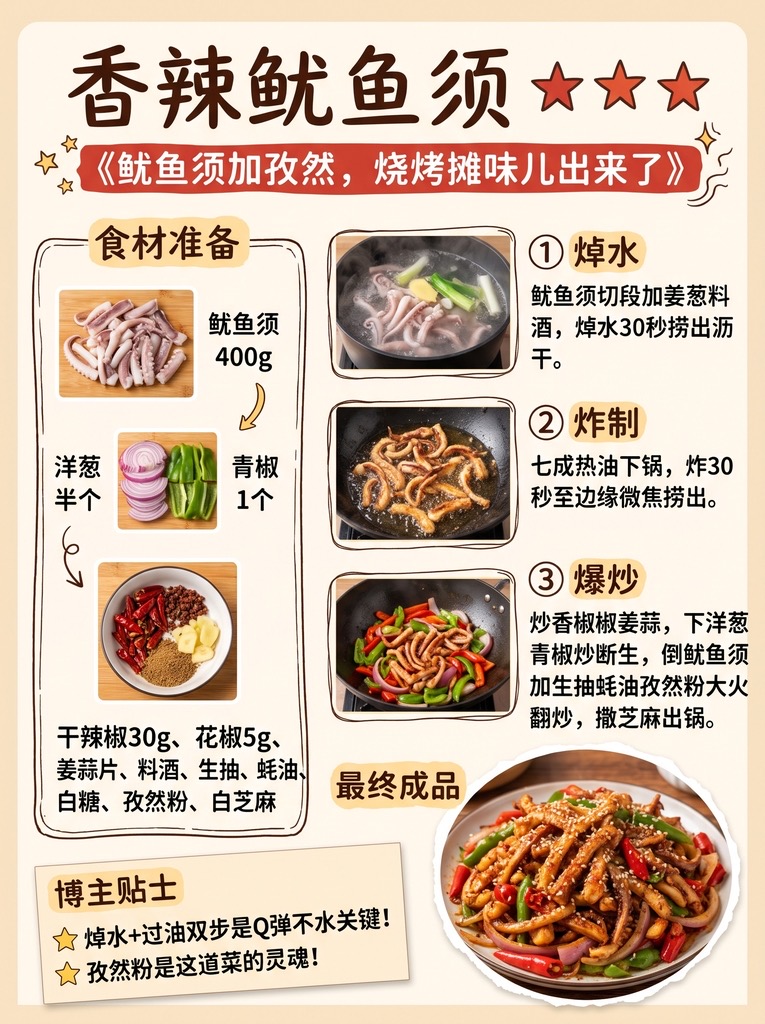 香辣鱿鱼须
《鱿鱼须加孜然，烧烤摊味儿出来了》
食材准备
鱿鱼须
400g
洋葱
半个
青椒
1个
干辣椒30g、花椒5g、
姜蒜片、料酒、生抽、蚝油、
白糖、孜然粉、白芝麻
① 焯水
鱿鱼须切段加姜葱料
酒，焯水30秒捞出沥
干。
② 炸制
七成热油下锅，炸30
秒至边缘微焦捞出。
③ 爆炒
炒香椒椒姜蒜，下洋葱
青椒炒断生，倒鱿鱼须
加生抽蚝油孜然粉大火
翻炒，撒芝麻出锅。
最终成品
博主贴士
焯水+过油双步是Q弹不水关键！
孜然粉是这道菜的灵魂！